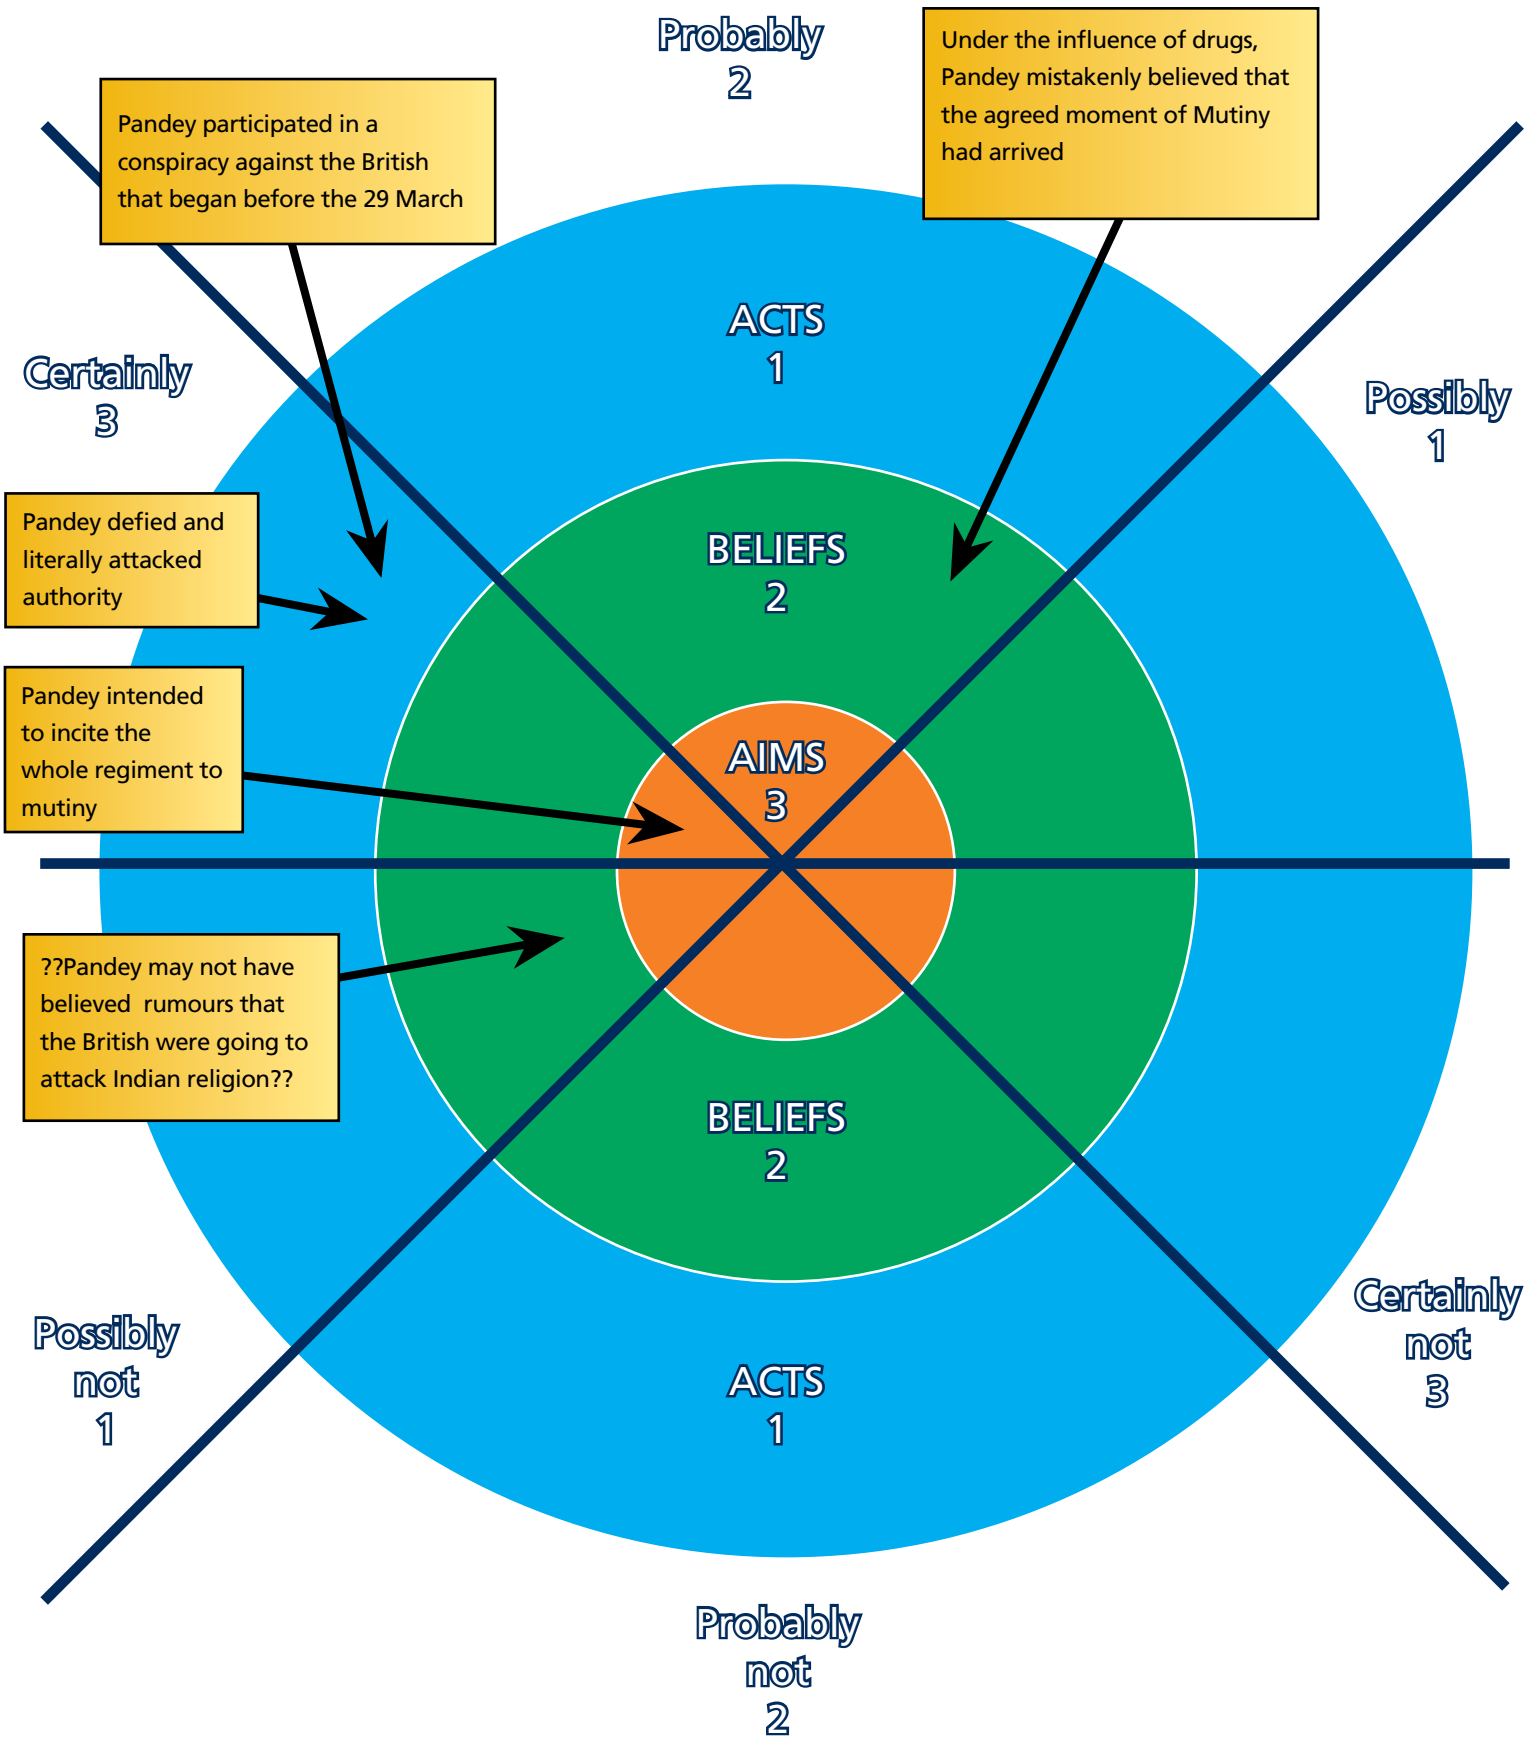 Probably
2
Under the influence of drugs,
Pandey mistakenly believed that
the agreed moment of Mutiny
had arrived
Pandey participated in a
conspiracy against the British
that began before the 29 March
ACTS
1
Certainly
3
Possibly
1
Pandey defied and
literally attacked
authority
BELIEFS
2
Pandey intended
to incite the
whole regiment to
mutiny
AIMS
3
??Pandey may not have
believed rumours that
the British were going to
attack Indian religion??
BELIEFS
2
Possibly
not
1
Certainly
not
3
ACTS
1
Probably
not
2